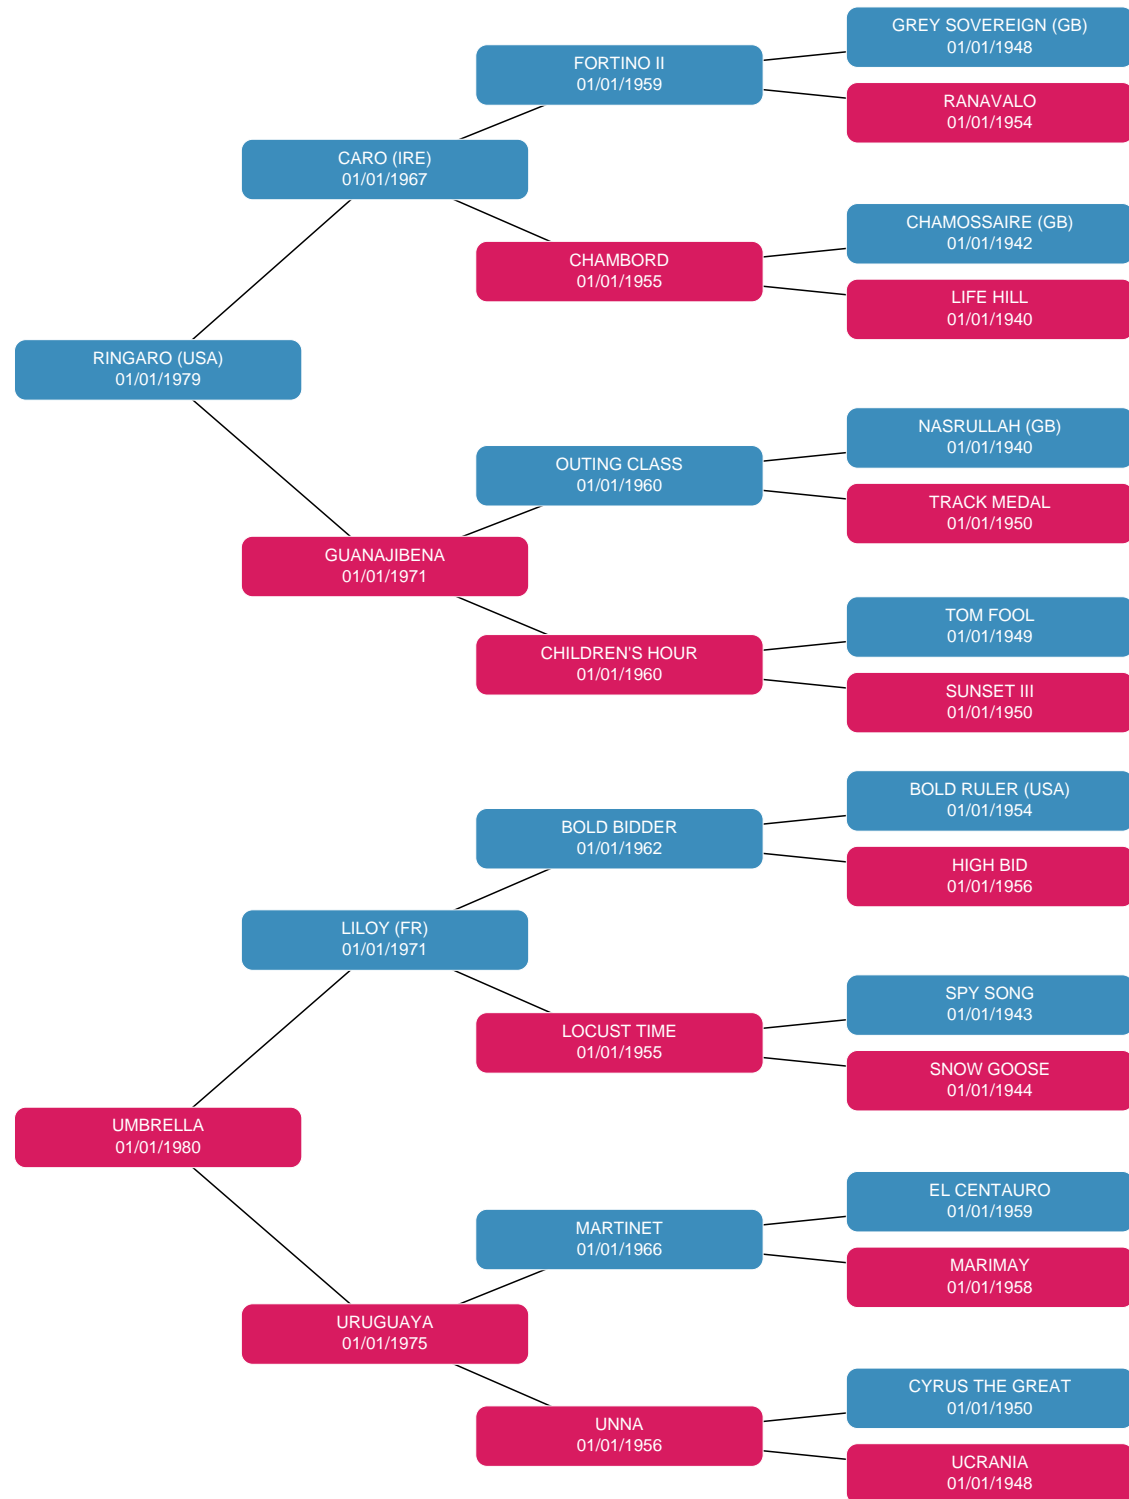 GREY SOVEREIGN (GB)
01/01/1948
FORTINO II
01/01/1959
RANAVALO
01/01/1954
CARO (IRE)
01/01/1967
CHAMOSSAIRE (GB)
01/01/1942
CHAMBORD
01/01/1955
LIFE HILL
01/01/1940
RINGARO (USA)
01/01/1979
NASRULLAH (GB)
01/01/1940
OUTING CLASS
01/01/1960
TRACK MEDAL
01/01/1950
GUANAJIBENA
01/01/1971
TOM FOOL
01/01/1949
CHILDREN'S HOUR
01/01/1960
SUNSET III
01/01/1950
BOLD RULER (USA)
01/01/1954
BOLD BIDDER
01/01/1962
HIGH BID
01/01/1956
LILOY (FR)
01/01/1971
SPY SONG
01/01/1943
LOCUST TIME
01/01/1955
SNOW GOOSE
01/01/1944
UMBRELLA
01/01/1980
EL CENTAURO
01/01/1959
MARTINET
01/01/1966
MARIMAY
01/01/1958
URUGUAYA
01/01/1975
CYRUS THE GREAT
01/01/1950
UNNA
01/01/1956
UCRANIA
01/01/1948